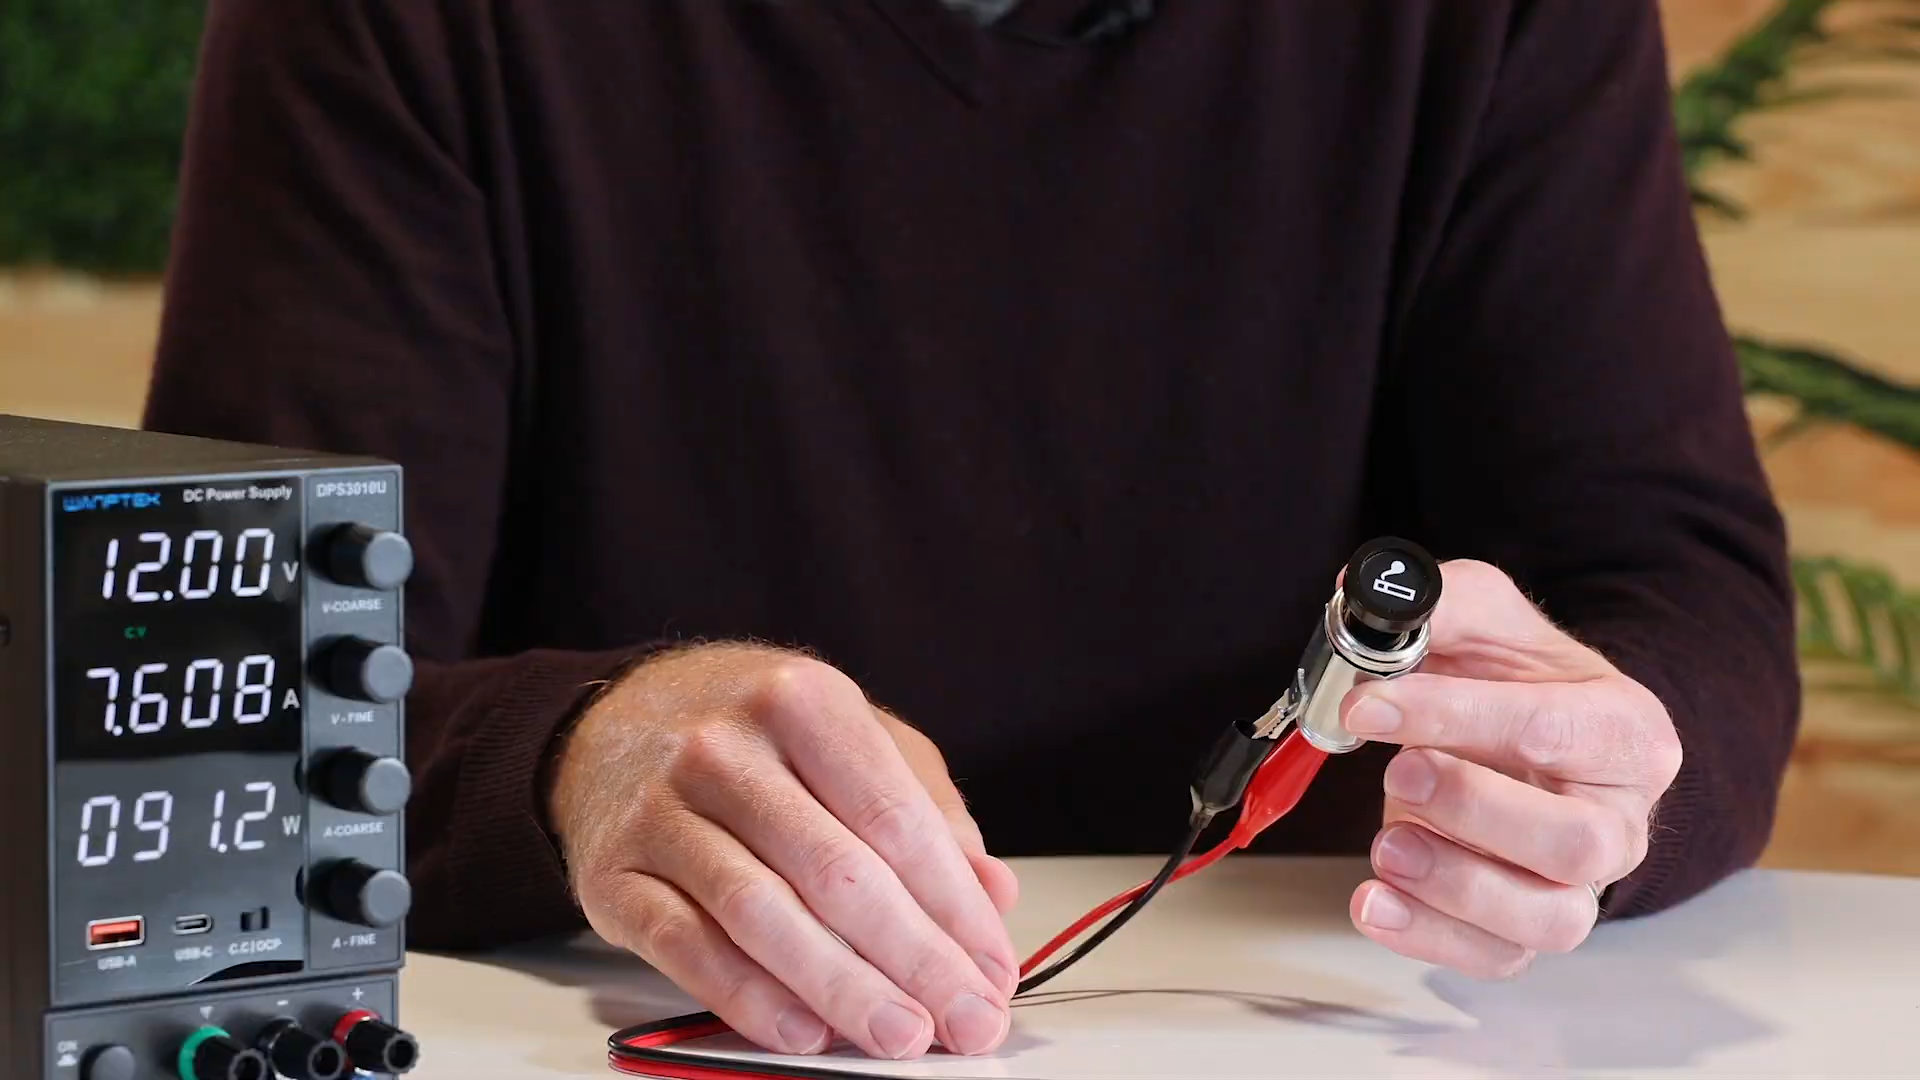 WANPTEK DC Power Supply DPS3010U
12.00 V
V-COARSE
C.V
7.608 A
V-FINE
091.2 W
A-COARSE
USB-A USB-C C.C|OCP
A-FINE
- +
ON